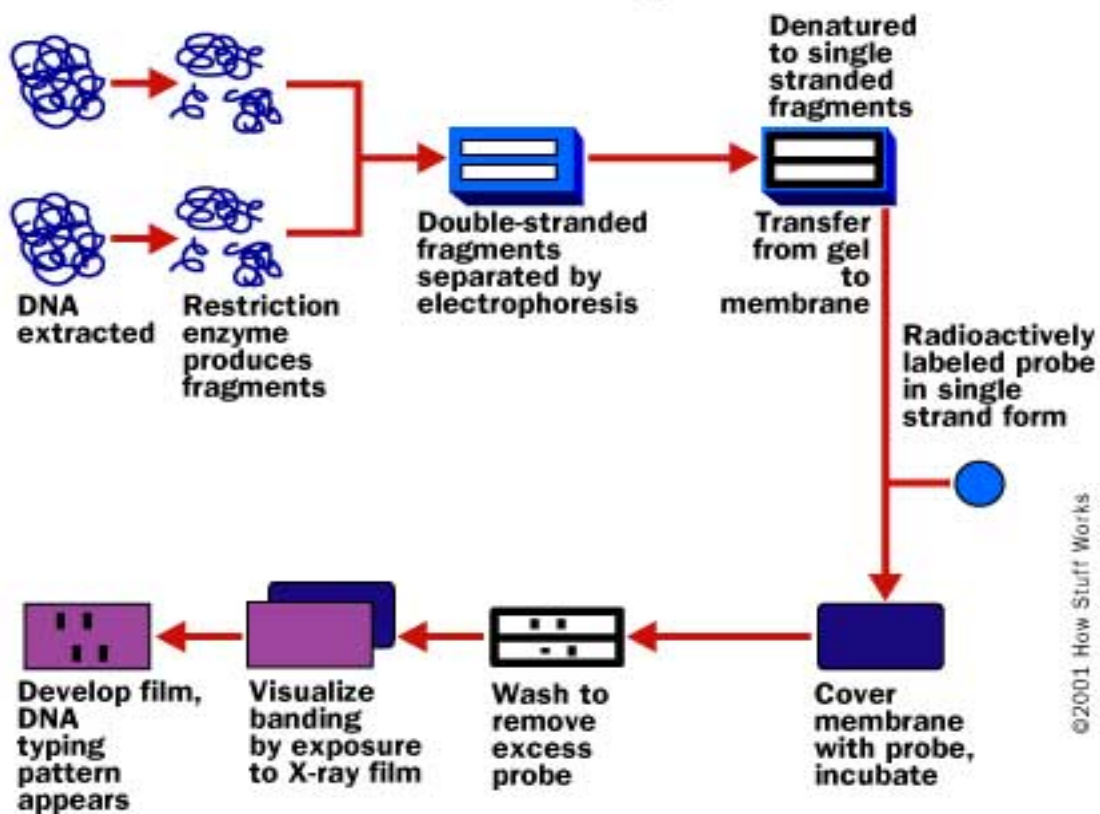 DNA
extracted
Restriction
enzyme
produces
fragments
Double-stranded
fragments
separated by
electrophoresis
Denatured
to single
stranded
fragments
Transfer
from gel
to
membrane
Radioactively
labeled probe
in single
strand form
Cover
membrane
with probe,
incubate
Wash to
remove
excess
probe
Visualize
banding
by exposure
to X-ray film
Develop film,
DNA
typing
pattern
appears
©2001 How Stuff Works